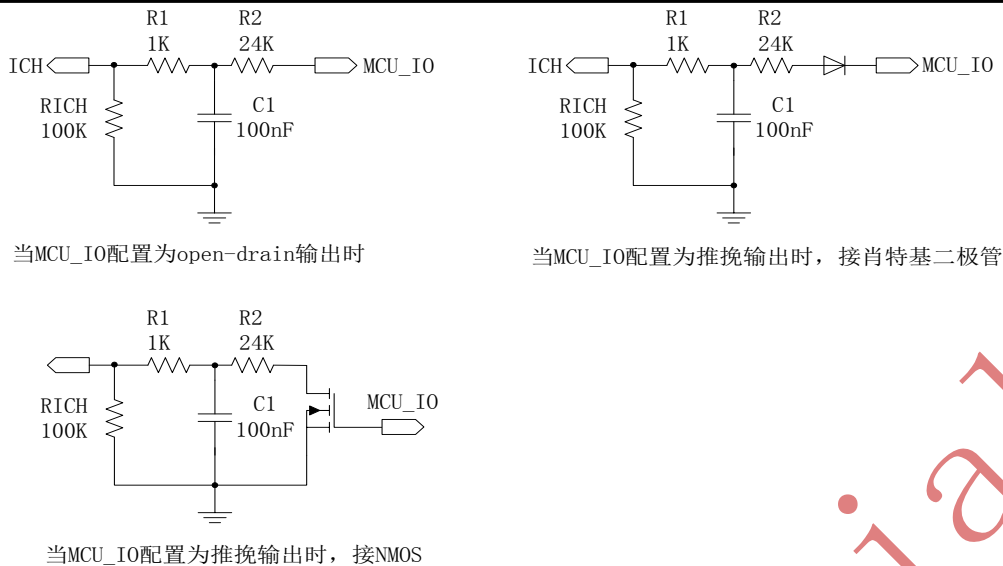 R1 R2
1K 24K
ICH MCU_IO
RICH C1
100K 100nF
当MCU_IO配置为open-drain输出时
R1 R2
1K 24K
ICH MCU_IO
RICH C1
100K 100nF
当MCU_IO配置为推挽输出时，接肖特基二极管
R1 R2
1K 24K
RICH C1 MCU_IO
100K 100nF
当MCU_IO配置为推挽输出时，接NMOS
ia